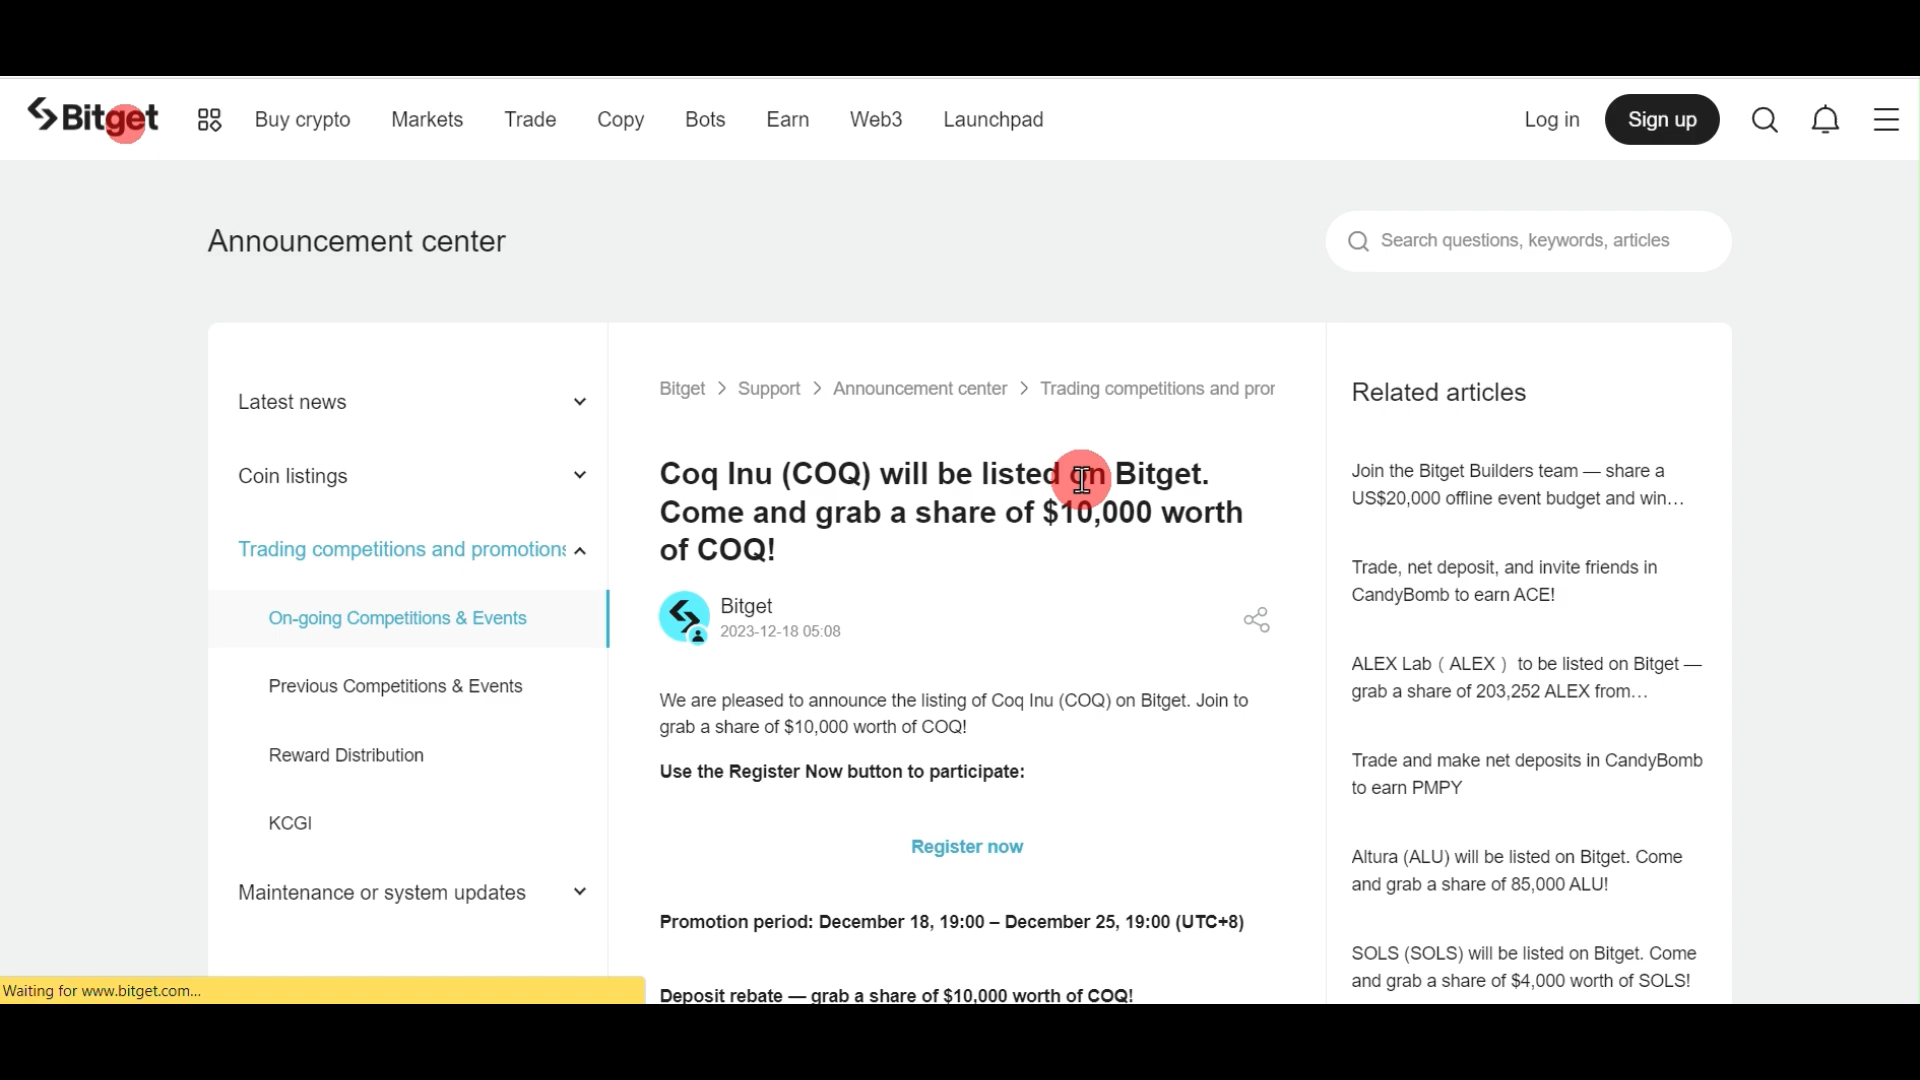 Bitget
Buy crypto
Markets
Trade
Copy
Bots
Earn
Web3
Launchpad
Log in
Sign up
Announcement center
Search questions, keywords, articles
Latest news
Coin listings
Trading competitions and promotions
On-going Competitions & Events
Previous Competitions & Events
Reward Distribution
KCGI
Maintenance or system updates
Bitget > Support > Announcement center > Trading competitions and pror
Coq Inu (COQ) will be listed on Bitget.
Come and grab a share of $10,000 worth
of COQ!
Bitget
2023-12-18 05:08
We are pleased to announce the listing of Coq Inu (COQ) on Bitget. Join to
grab a share of $10,000 worth of COQ!
Use the Register Now button to participate:
Register now
Promotion period: December 18, 19:00 – December 25, 19:00 (UTC+8)
Deposit rebate — grab a share of $10,000 worth of COQ!
Related articles
Join the Bitget Builders team — share a
US$20,000 offline event budget and win...
Trade, net deposit, and invite friends in
CandyBomb to earn ACE!
ALEX Lab（ALEX ）to be listed on Bitget —
grab a share of 203,252 ALEX from...
Trade and make net deposits in CandyBomb
to earn PMPY
Altura (ALU) will be listed on Bitget. Come
and grab a share of 85,000 ALU!
SOLS (SOLS) will be listed on Bitget. Come
and grab a share of $4,000 worth of SOLS!
Waiting for www.bitget.com...